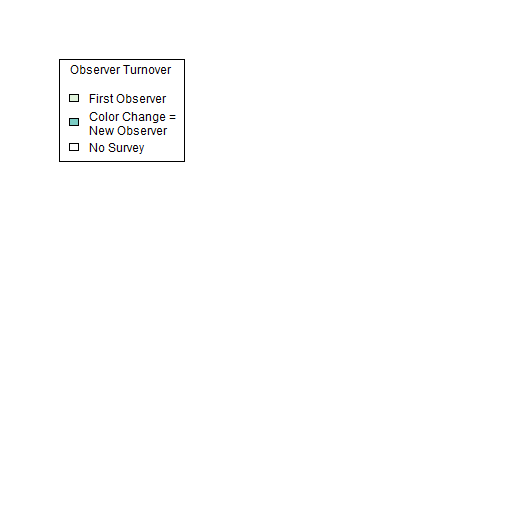 Observer Turnover
First Observer
Color Change =
New Observer
No Survey